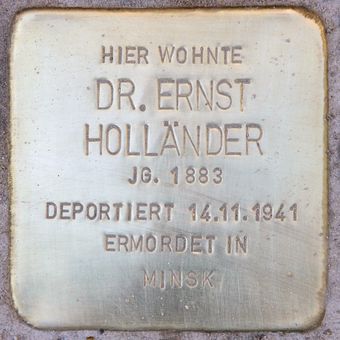 HIER WOHNTE
DR. ERNST
HOLLÄNDER
JG. 1883
DEPORTIERT 14.11.1941
ERMORDET IN
MINSK